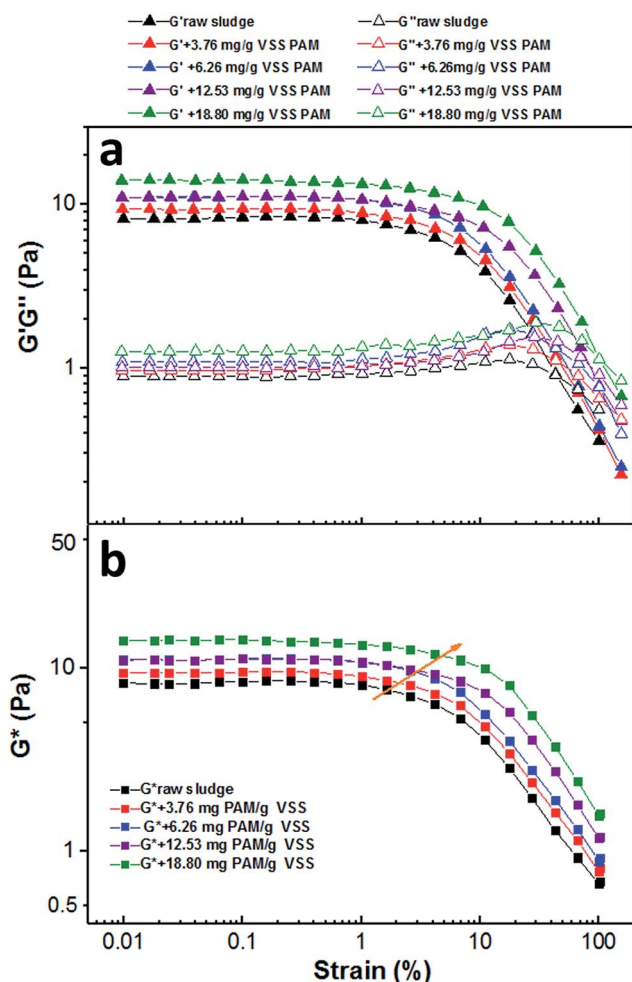 G'raw sludge G"raw sludge
G'+3.76 mg/g VSS PAM G"+3.76 mg/g VSS PAM
G' +6.26 mg/g VSS PAM G" +6.26mg/g VSS PAM
G' +12.53 mg/g VSS PAM G" +12.53 mg/g VSS PAM
G' +18.80 mg/g VSS PAM G" +18.80 mg/g VSS PAM
a
10
1
G'G" (Pa)
b
50
10
1
0.5
G* (Pa)
G*raw sludge
G*+3.76 mg PAM/g VSS
G*+6.26 mg PAM/g VSS
G*+12.53 mg PAM/g VSS
G*+18.80 mg PAM/g VSS
0.01 0.1 1 10 100
Strain (%)